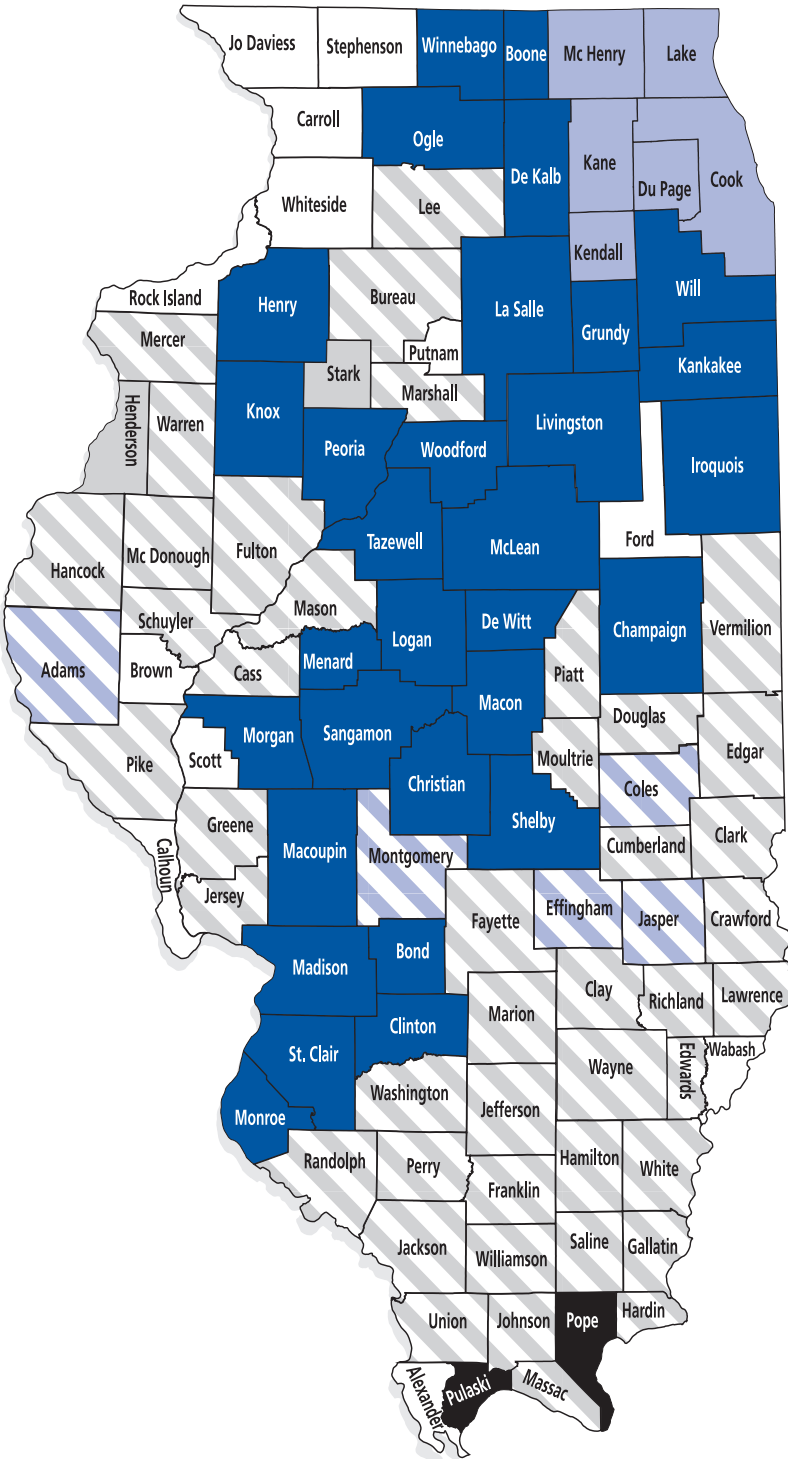 Jo Daviess
Stephenson
Winnebago
Boone
Mc Henry
Lake
Carroll
Ogle
De Kalb
Kane
Du Page
Cook
Whiteside
Lee
Kendall
Rock Island
Henry
Bureau
La Salle
Will
Mercer
Putnam
Grundy
Stark
Kankakee
Henderson
Warren
Knox
Marshall
Peoria
Woodford
Livingston
Iroquois
Hancock
Mc Donough
Fulton
Tazewell
McLean
Ford
Schuyler
Mason
Logan
De Witt
Champaign
Vermilion
Adams
Brown
Cass
Menard
Piatt
Macon
Douglas
Pike
Scott
Morgan
Sangamon
Christian
Moultrie
Coles
Edgar
Greene
Macoupin
Montgomery
Shelby
Cumberland
Clark
Calhoun
Jersey
Fayette
Effingham
Jasper
Crawford
Madison
Bond
Clay
Richland
Lawrence
Clinton
Marion
St. Clair
Wayne
Edwards
Wabash
Monroe
Washington
Jefferson
Randolph
Perry
Franklin
Hamilton
White
Jackson
Williamson
Saline
Gallatin
Union
Johnson
Pope
Hardin
Alexander
Pulaski
Massac